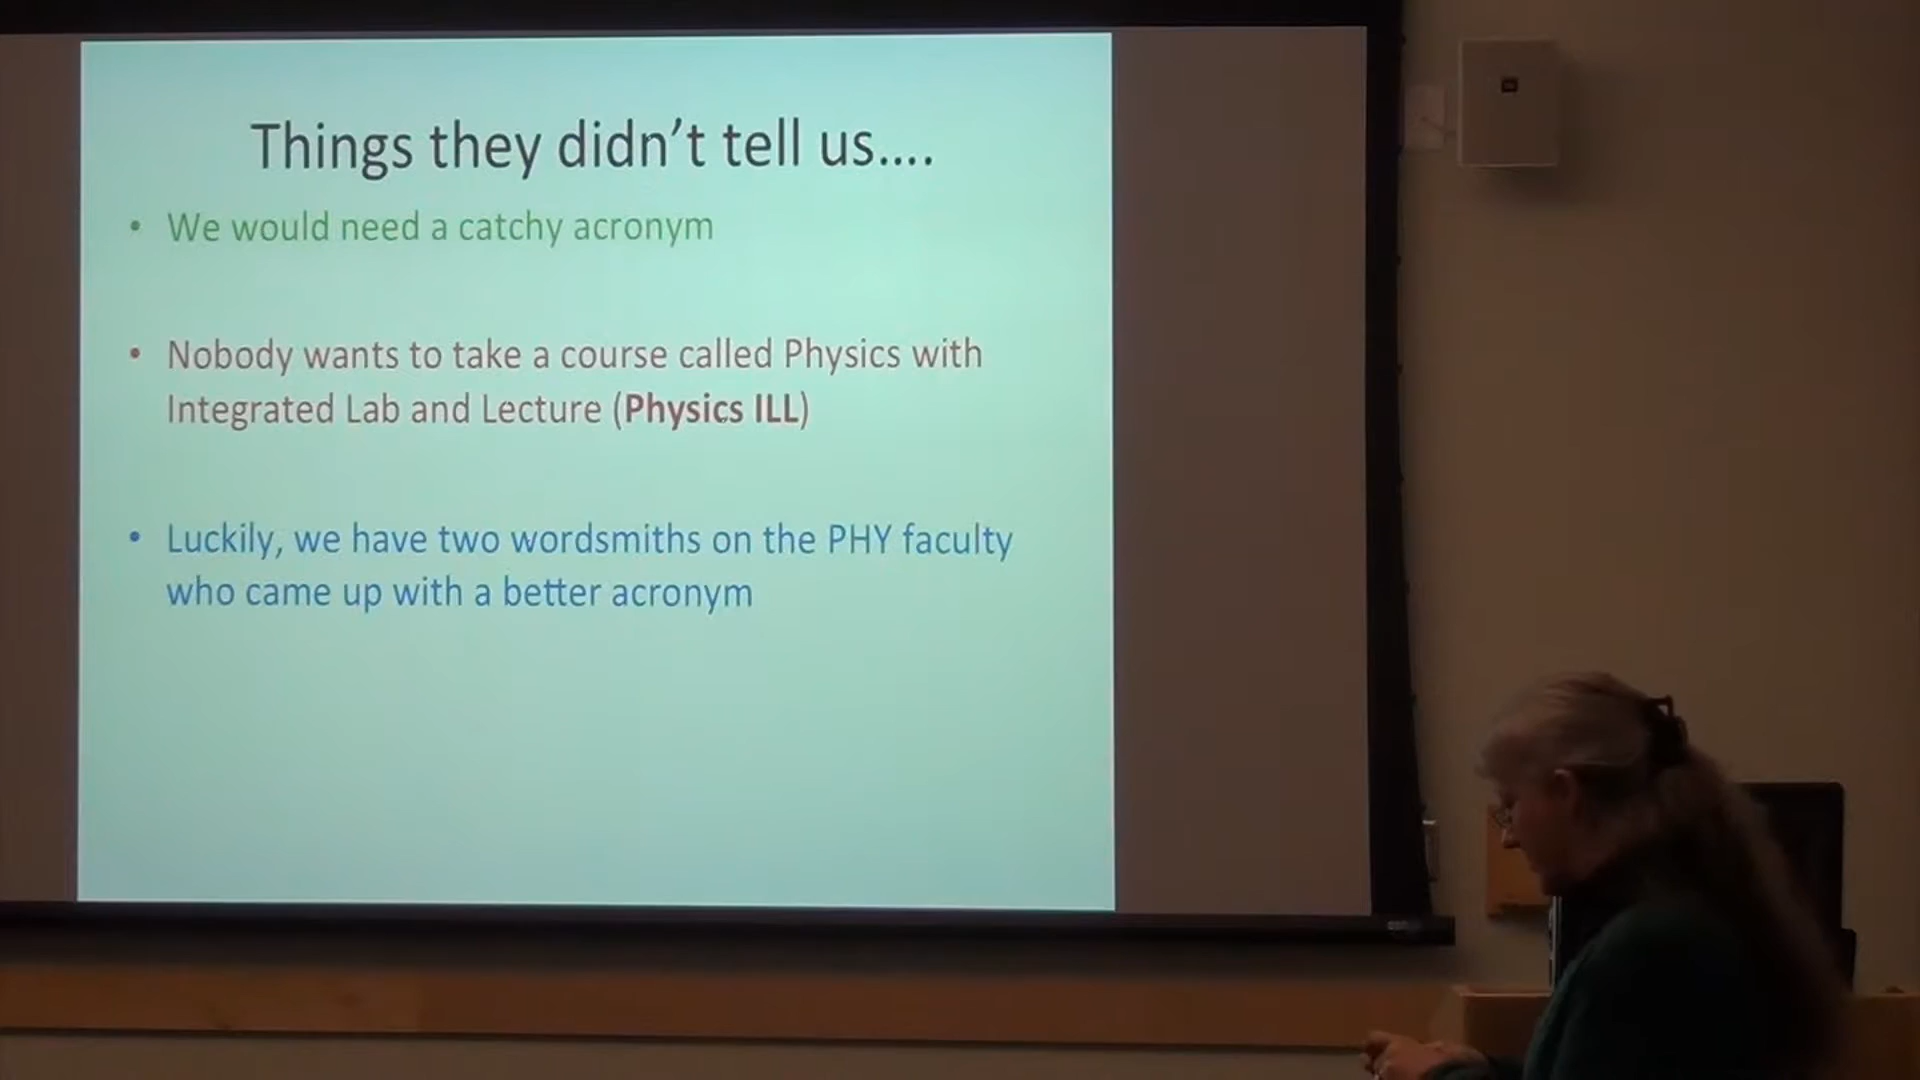 Things they didn't tell us....
• We would need a catchy acronym
• Nobody wants to take a course called Physics with
Integrated Lab and Lecture (Physics ILL)
• Luckily, we have two wordsmiths on the PHY faculty
who came up with a better acronym